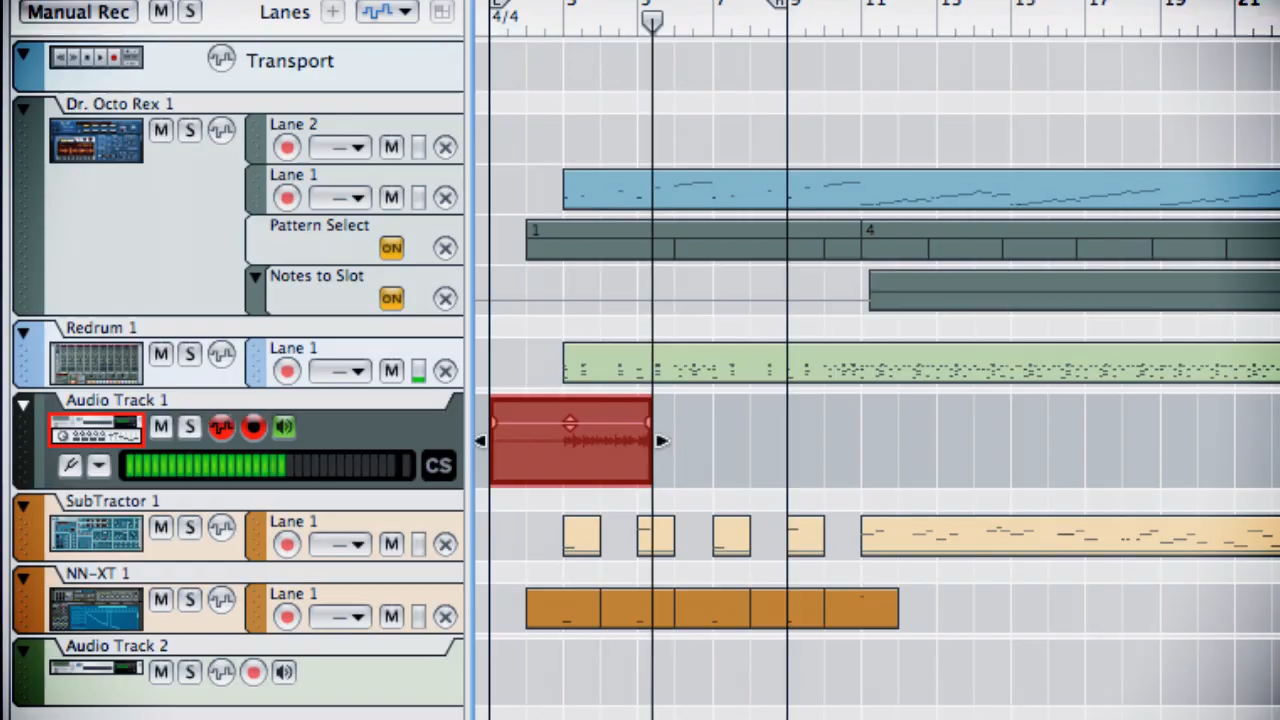 Manual Rec M S Lanes
4/4
3 5 7 9 11 13 15 17 19 21
Transport
Dr. Octo Rex 1
M S
Lane 2
— M
Lane 1
— M
Pattern Select
ON
1 4
Notes to Slot
ON
Redrum 1
M S
Lane 1
— M
Audio Track 1
M S
CS
SubTractor 1
M S
Lane 1
— M
NN-XT 1
M S
Lane 1
— M
Audio Track 2
M S